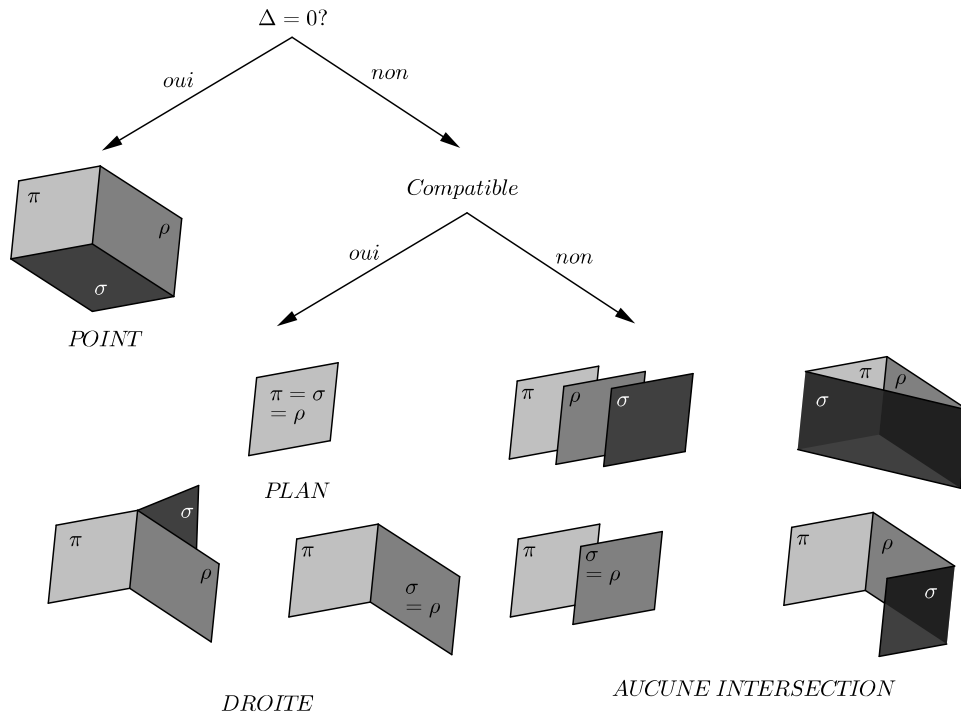 Δ = 0?
oui
non
π
ρ
σ
POINT
Compatible
oui
non
π = σ
= ρ
PLAN
π
ρ
σ
π
ρ
σ
π
σ
ρ
π
σ
= ρ
DROITE
π
σ
= ρ
π
ρ
σ
AUCUNE INTERSECTION